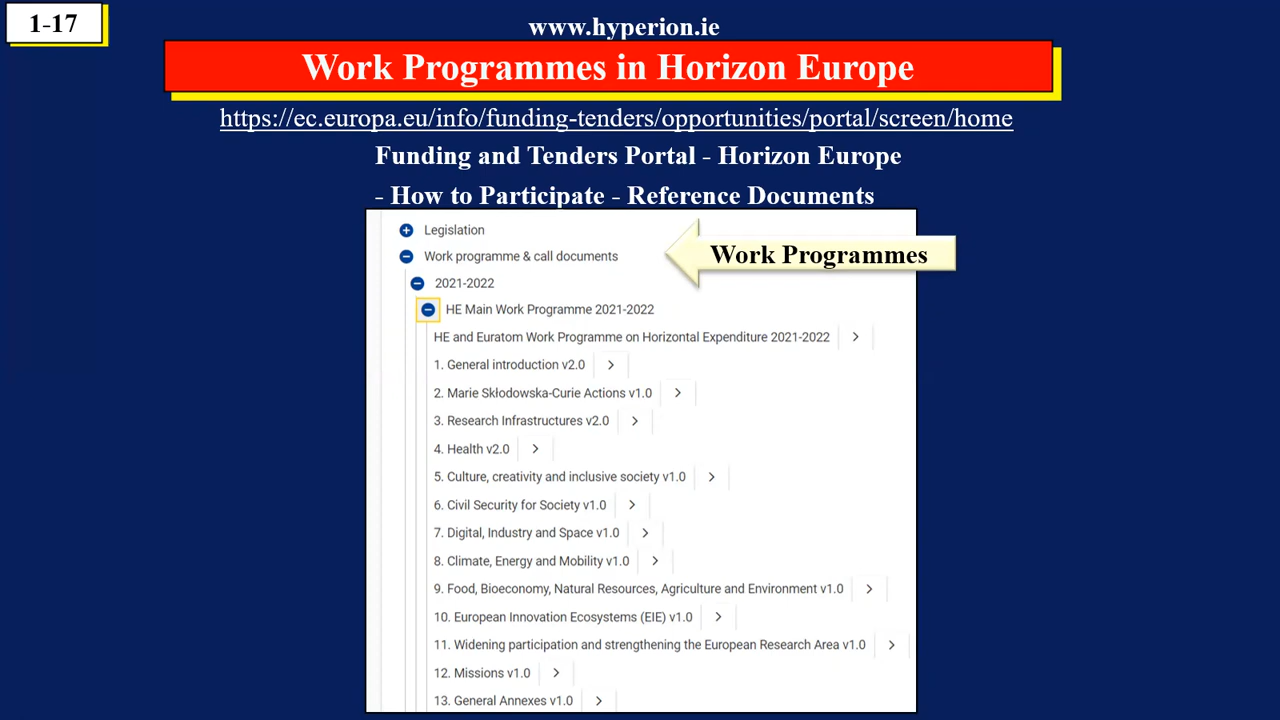 1-17
www.hyperion.ie
Work Programmes in Horizon Europe
https://ec.europa.eu/info/funding-tenders/opportunities/portal/screen/home
Funding and Tenders Portal - Horizon Europe
- How to Participate - Reference Documents
Legislation
Work programme & call documents
Work Programmes
2021-2022
HE Main Work Programme 2021-2022
HE and Euratom Work Programme on Horizontal Expenditure 2021-2022
1. General introduction v2.0
2. Marie Skłodowska-Curie Actions v1.0
3. Research Infrastructures v2.0
4. Health v2.0
5. Culture, creativity and inclusive society v1.0
6. Civil Security for Society v1.0
7. Digital, Industry and Space v1.0
8. Climate, Energy and Mobility v1.0
9. Food, Bioeconomy, Natural Resources, Agriculture and Environment v1.0
10. European Innovation Ecosystems (EIE) v1.0
11. Widening participation and strengthening the European Research Area v1.0
12. Missions v1.0
13. General Annexes v1.0